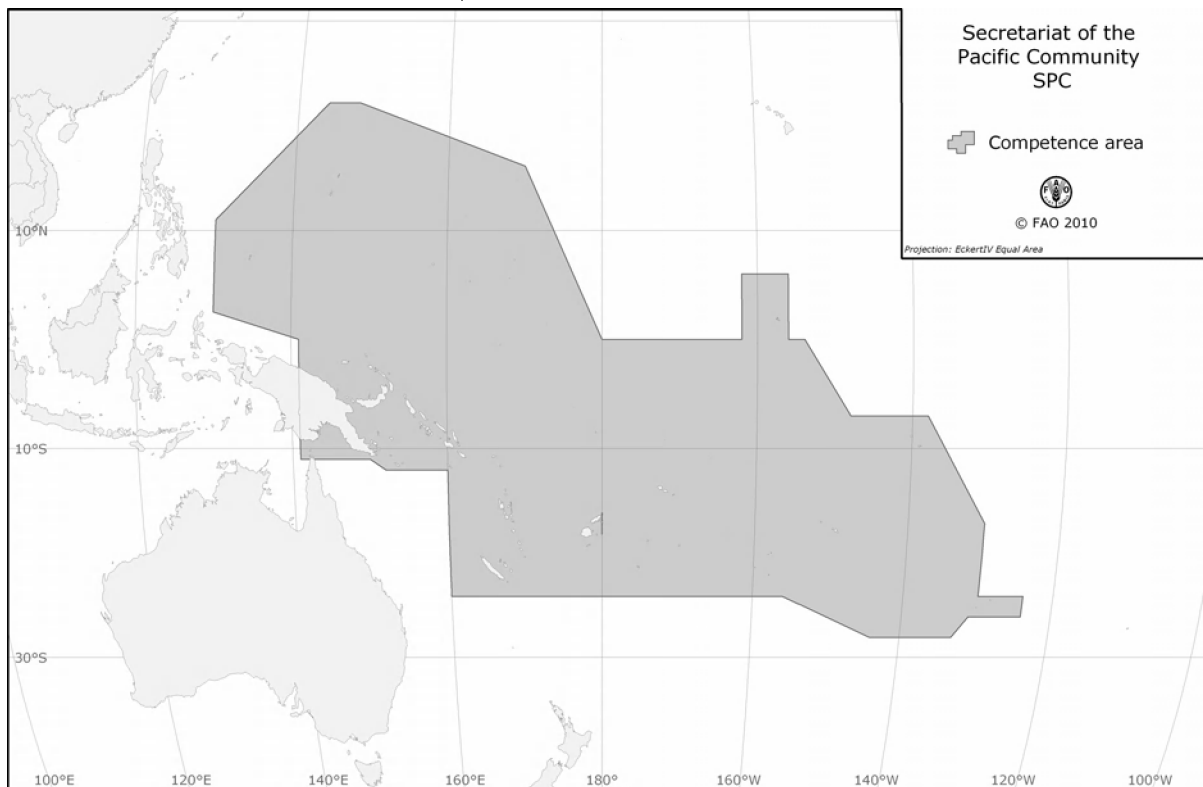 Secretariat of the
Pacific Community
SPC
Competence area
F A O
© FAO 2010
Projection: EckertIV Equal Area
10°N
10°S
30°S
100°E 120°E 140°E 160°E 180° 160°W 140°W 120°W 100°W